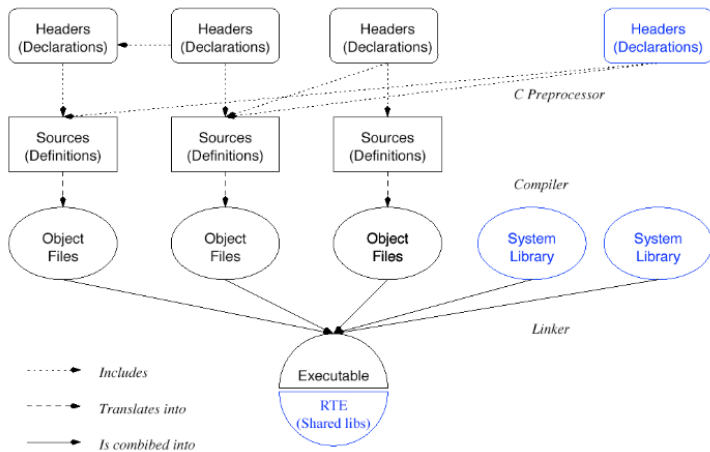 Headers
(Declarations)
Headers
(Declarations)
Headers
(Declarations)
Headers
(Declarations)
C Preprocessor
Sources
(Definitions)
Sources
(Definitions)
Sources
(Definitions)
Compiler
Object
Files
Object
Files
Object
Files
System
Library
System
Library
Linker
Executable
RTE
(Shared libs)
Includes
Translates into
Is combibed into